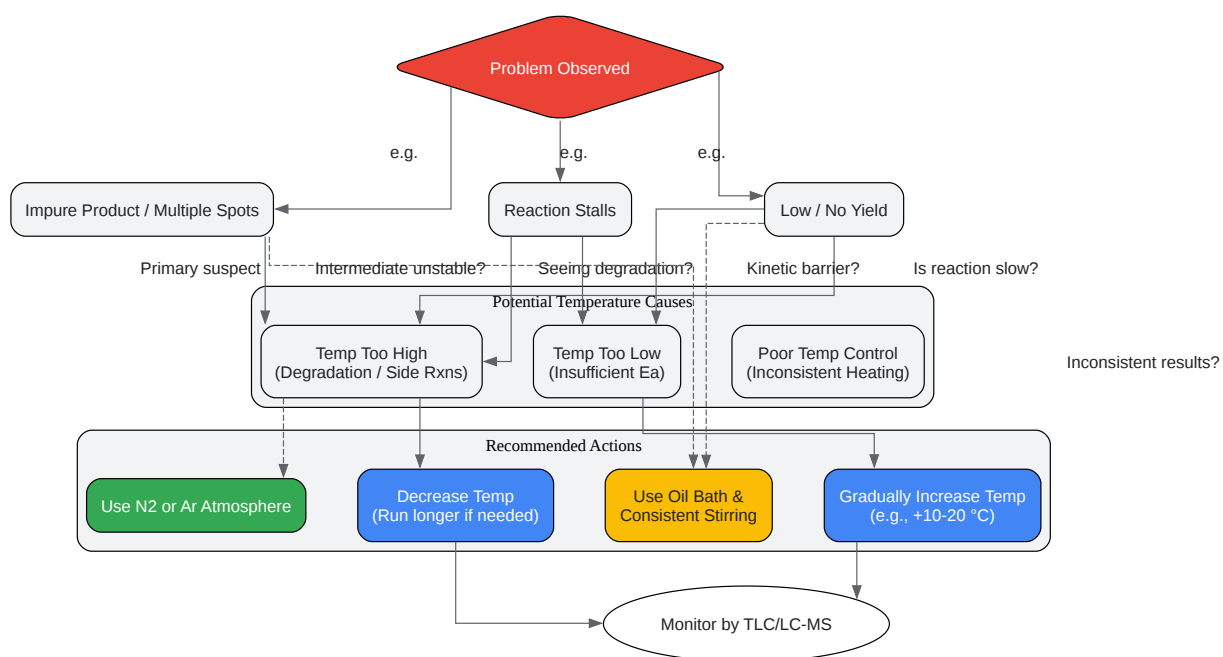 Problem Observed
e.g.
e.g.
e.g.
Impure Product / Multiple Spots
Reaction Stalls
Low / No Yield
Primary suspect
Intermediate unstable?
Seeing degradation?
Kinetic barrier?
Is reaction slow?
Potential Temperature Causes
Temp Too High
(Degradation / Side Rxns)
Temp Too Low
(Insufficient Ea)
Poor Temp Control
(Inconsistent Heating)
Inconsistent results?
Recommended Actions
Use N2 or Ar Atmosphere
Decrease Temp
(Run longer if needed)
Use Oil Bath &
Consistent Stirring
Gradually Increase Temp
(e.g., +10-20 °C)
Monitor by TLC/LC-MS